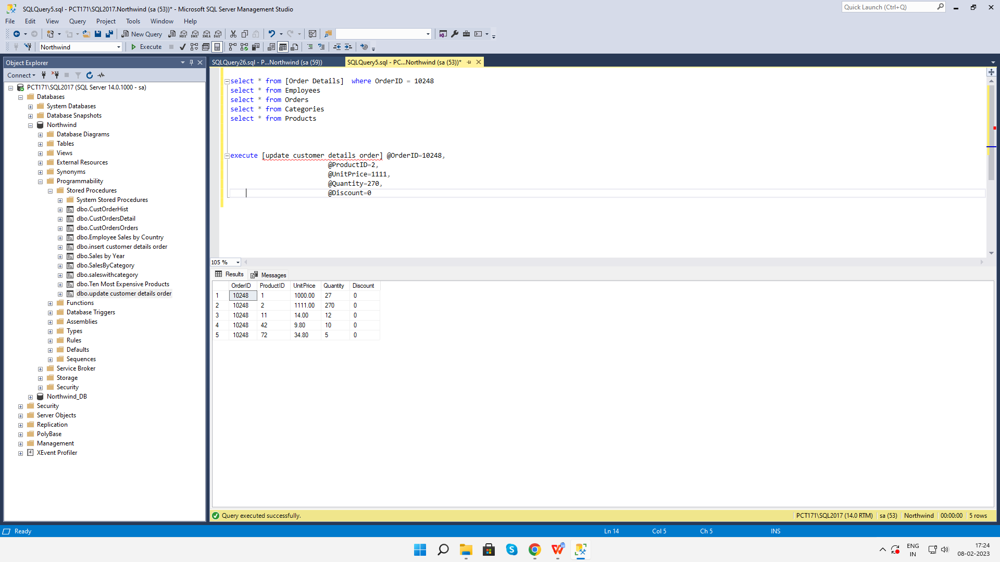 SQLQuery5.sql - PCT171\SQL2017.Northwind (sa (53))* - Microsoft SQL Server Management Studio
Quick Launch (Ctrl+Q)
File Edit View Query Project Tools Window Help
New Query
MDX DMX XMLA DAX
Northwind
Execute
Object Explorer
Connect
PCT171\SQL2017 (SQL Server 14.0.1000 - sa)
Databases
System Databases
Database Snapshots
Northwind
Database Diagrams
Tables
Views
External Resources
Synonyms
Programmability
Stored Procedures
System Stored Procedures
dbo.CustOrderHist
dbo.CustOrdersDetail
dbo.CustOrdersOrders
dbo.Employee Sales by Country
dbo.insert customer details order
dbo.Sales by Year
dbo.SalesByCategory
dbo.saleswithcategory
dbo.Ten Most Expensive Products
dbo.update customer details order
Functions
Database Triggers
Assemblies
Types
Rules
Defaults
Sequences
Service Broker
Storage
Security
Northwind_DB
Security
Server Objects
Replication
PolyBase
Management
XEvent Profiler
SQLQuery26.sql - P...Northwind (sa (59)) SQLQuery5.sql - PC...Northwind (sa (53))*
select * from [Order Details]  where OrderID = 10248
select * from Employees
select * from Orders
select * from Categories
select * from Products
execute [update customer details order] @OrderID=10248,
@ProductID=2,
@UnitPrice=1111,
@Quantity=270,
@Discount=0
105 %
Results Messages
OrderID ProductID UnitPrice Quantity Discount
1 10248 1 1000.00 27 0
2 10248 2 1111.00 270 0
3 10248 11 14.00 12 0
4 10248 42 9.80 10 0
5 10248 72 34.80 5 0
Query executed successfully.
PCT171\SQL2017 (14.0 RTM) sa (53) Northwind 00:00:00 5 rows
Ready
Ln 14 Col 5 Ch 5 INS
ENG
IN
17:24
08-02-2023